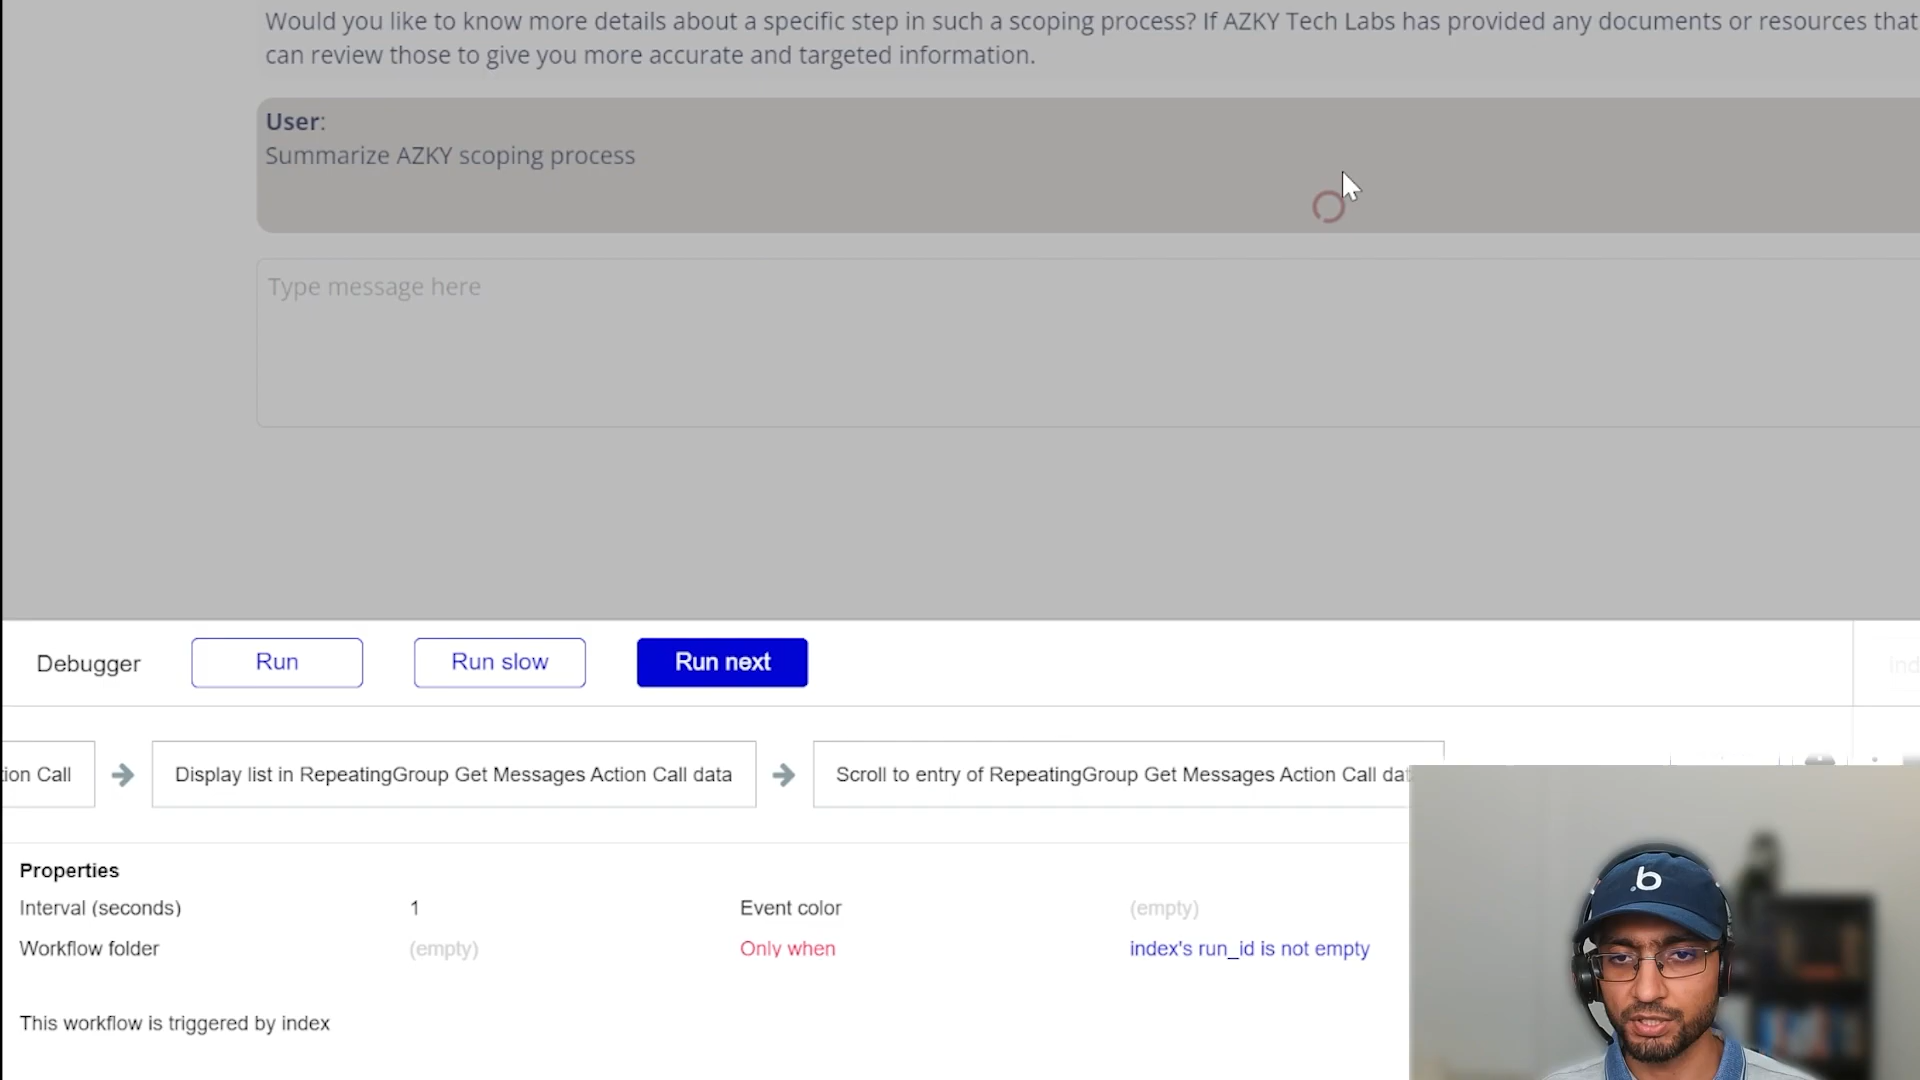 Would you like to know more details about a specific step in such a scoping process? If AZKY Tech Labs has provided any documents or resources that
can review those to give you more accurate and targeted information.
User:
Summarize AZKY scoping process
Type message here
Debugger
Run
Run slow
Run next
Ind
ion Call
Display list in RepeatingGroup Get Messages Action Call data
Scroll to entry of RepeatingGroup Get Messages Action Call dat
Properties
Interval (seconds) 1 Event color (empty)
Workflow folder (empty) Only when index's run_id is not empty
This workflow is triggered by index
.b